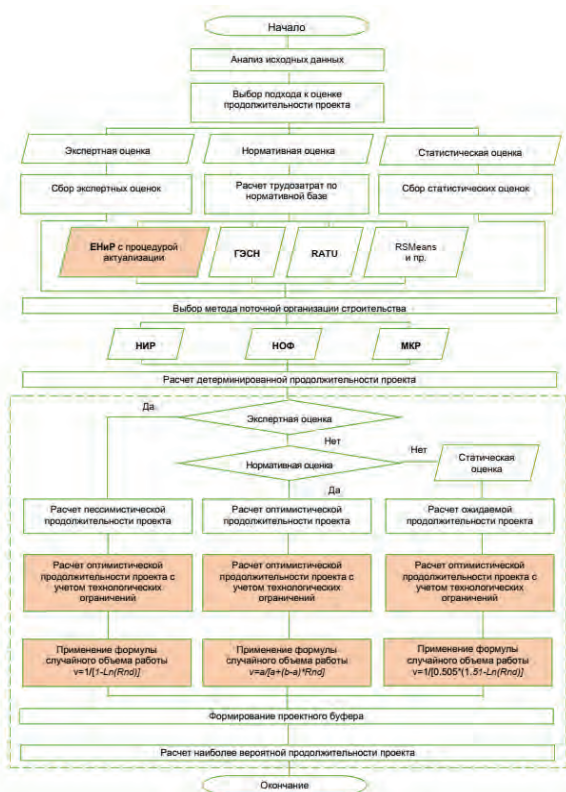 Начало
Анализ исходных данных
Выбор подхода к оценке
продолжительности проекта
Экспертная оценка
Нормативная оценка
Статистическая оценка
Сбор экспертных оценок
Расчет трудозатрат по
нормативной базе
Сбор статистических оценок
ЕНиР с процедурой
актуализации
ГЭСН
RATU
RSMeans
и пр.
Выбор метода поточной организации строительства
НИР
НОФ
МКР
Расчет детерминированной продолжительности проекта
Да
Экспертная оценка
Нет
Нормативная оценка
Нет
Статическая
оценка
Да
Расчет пессимистической
продолжительности проекта
Расчет оптимистической
продолжительности проекта
Расчет ожидаемой
продолжительности проекта
Расчет оптимистической
продолжительности проекта с
учетом технологических
ограничений
Расчет оптимистической
продолжительности проекта с
учетом технологических
ограничений
Расчет оптимистической
продолжительности проекта с
учетом технологических
ограничений
Применение формулы
случайного объема работы
v=1/[1-Ln(Rnd)]
Применение формулы
случайного объема работы
v=a/[a+(b-a)*Rnd]
Применение формулы
случайного объема работы
v=1/[0.505*(1.51-Ln(Rnd)]
Формирование проектного буфера
Расчет наиболее вероятной продолжительности проекта
Окончание